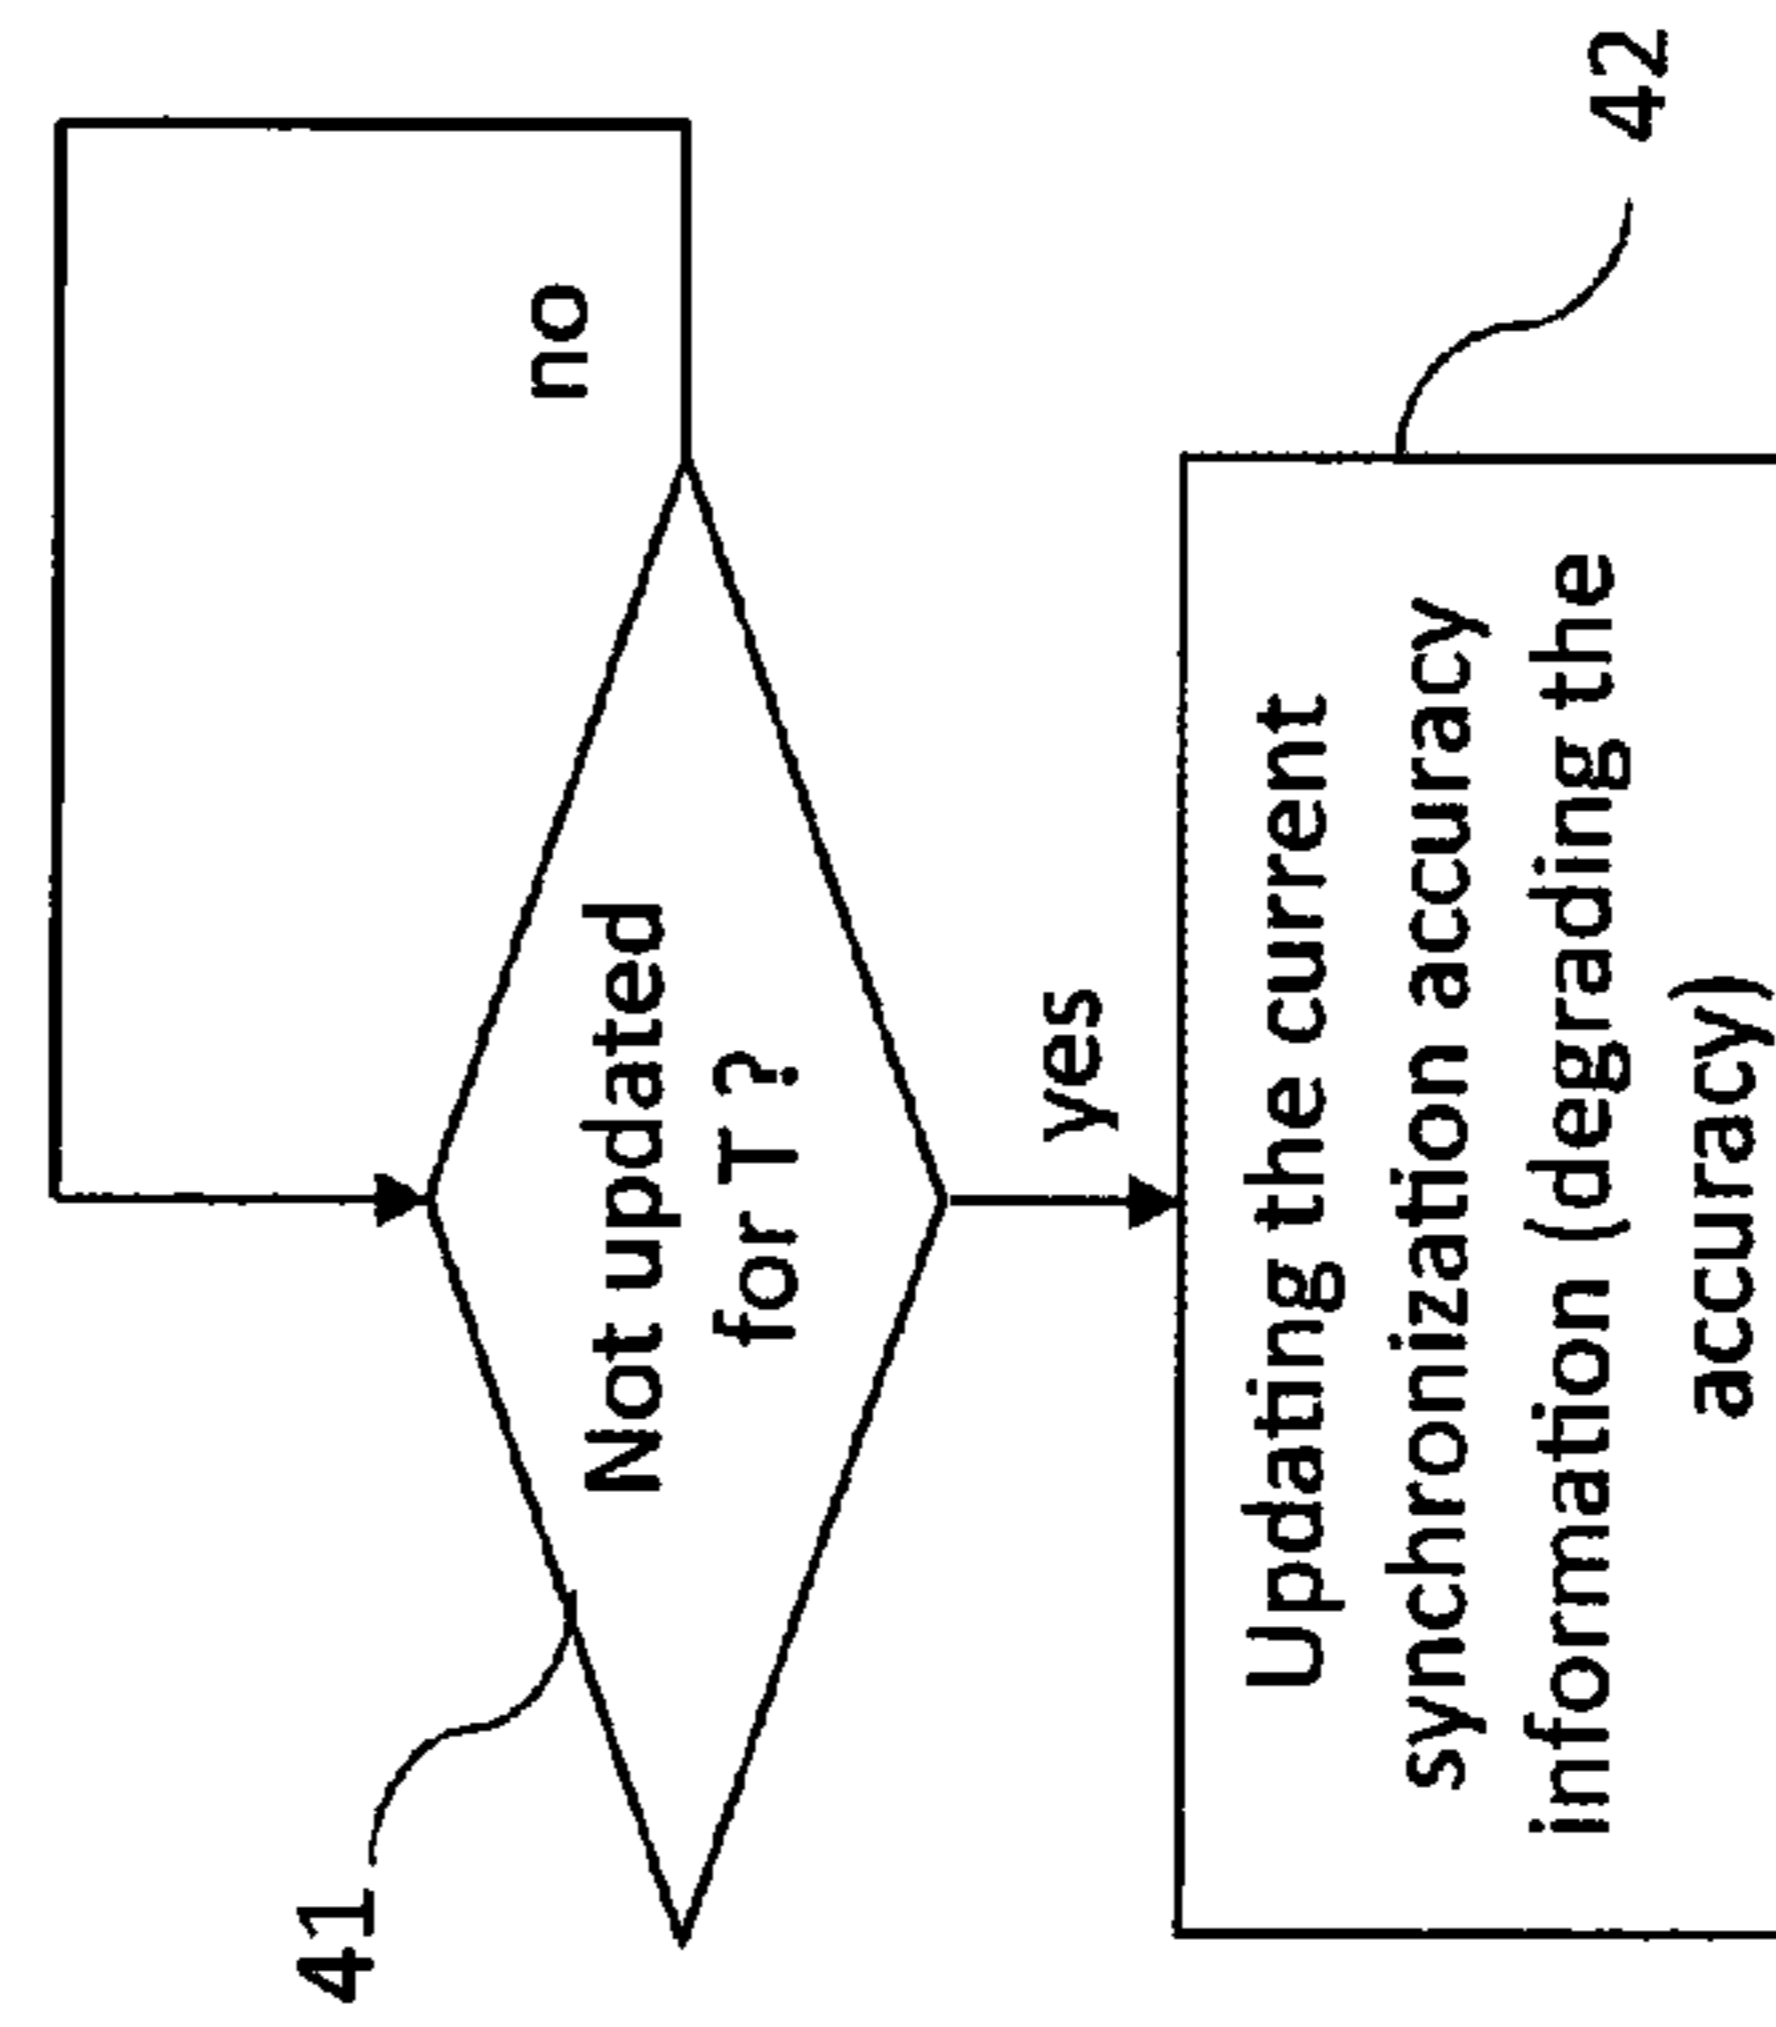 no
41
Not updated
for T ?
yes
42
Updating the current
synchronization accuracy
information (degrading the
accuracy)